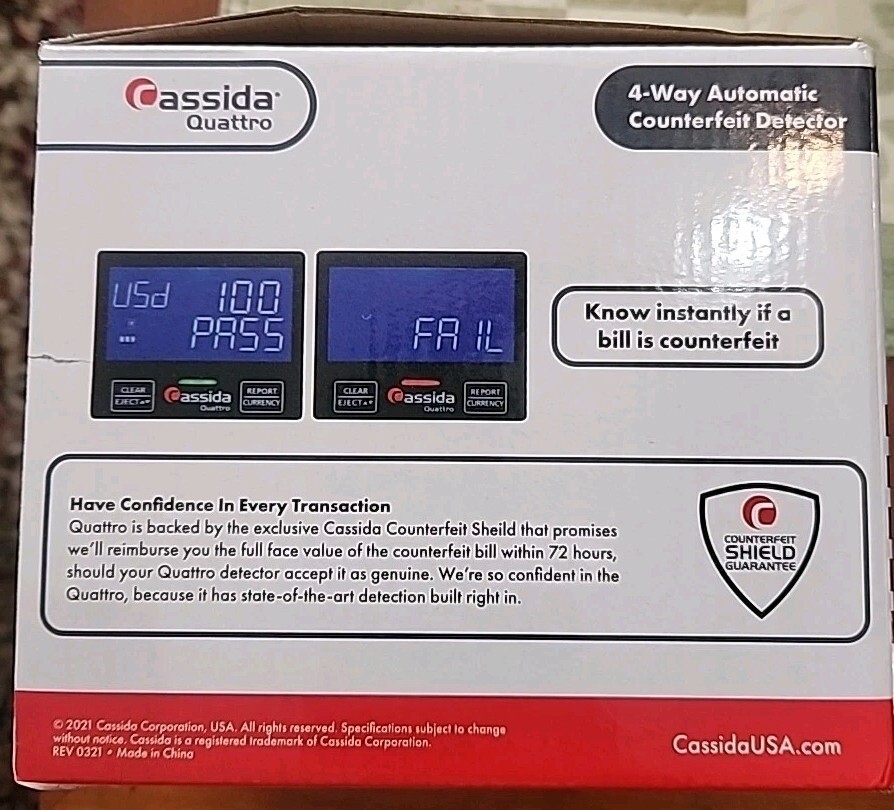 Cassida
Quattro
4-Way Automatic
Counterfeit Detector
USd 100
PASS
CLEAR
EJECT
Cassida
Quattro
REPORT
CURRENCY
FAIL
CLEAR
EJECT
Cassida
Quattro
REPORT
CURRENCY
Know instantly if a
bill is counterfeit
Have Confidence In Every Transaction
Quattro is backed by the exclusive Cassida Counterfeit Sheild that promises
we'll reimburse you the full face value of the counterfeit bill within 72 hours,
should your Quattro detector accept it as genuine. We're so confident in the
Quattro, because it has state-of-the-art detection built right in.
COUNTERFEIT
SHIELD
GUARANTEE
© 2021 Cassida Corporation, USA. All rights reserved. Specifications subject to change
without notice. Cassida is a registered trademark of Cassida Corporation.
REV 0321 • Made in China
CassidaUSA.com